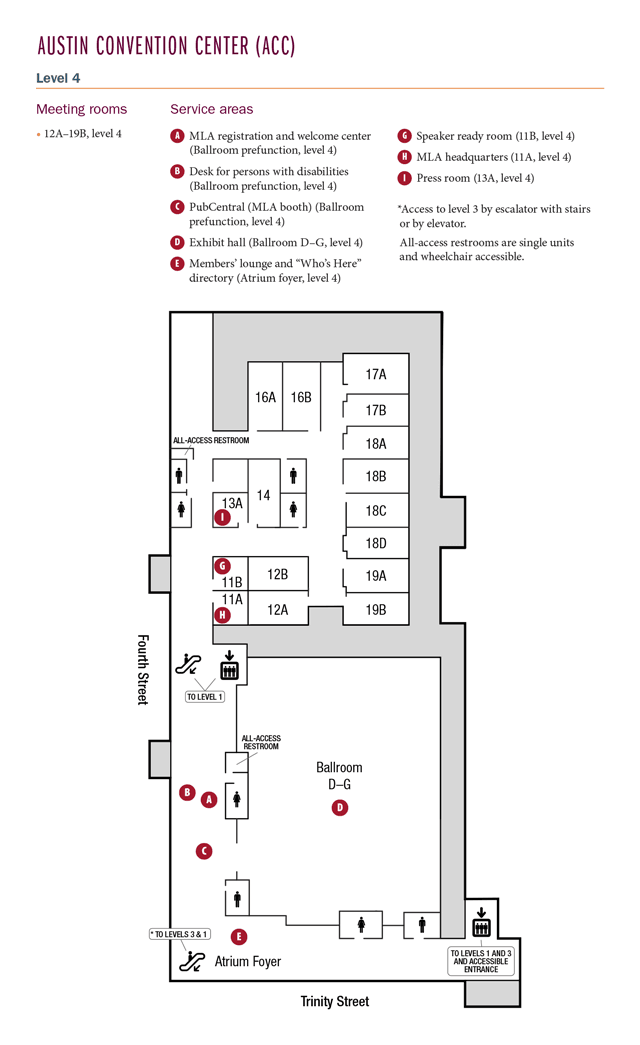 AUSTIN CONVENTION CENTER (ACC)
Level 4
Meeting rooms
• 12A–19B, level 4
Service areas
A MLA registration and welcome center
(Ballroom prefunction, level 4)
B Desk for persons with disabilities
(Ballroom prefunction, level 4)
C PubCentral (MLA booth) (Ballroom
prefunction, level 4)
D Exhibit hall (Ballroom D–G, level 4)
E Members’ lounge and “Who’s Here”
directory (Atrium foyer, level 4)
G Speaker ready room (11B, level 4)
H MLA headquarters (11A, level 4)
I Press room (13A, level 4)
*Access to level 3 by escalator with stairs
or by elevator.
All-access restrooms are single units
and wheelchair accessible.
17A
16A
16B
17B
18A
ALL-ACCESS RESTROOM
18B
14
13A
I
18C
18D
G
11B
12B
19A
11A
H
12A
19B
Fourth Street
TO LEVEL 1
ALL-ACCESS
RESTROOM
Ballroom
D–G
D
B
A
C
E
* TO LEVELS 3 & 1
Atrium Foyer
TO LEVELS 1 AND 3
AND ACCESSIBLE
ENTRANCE
Trinity Street